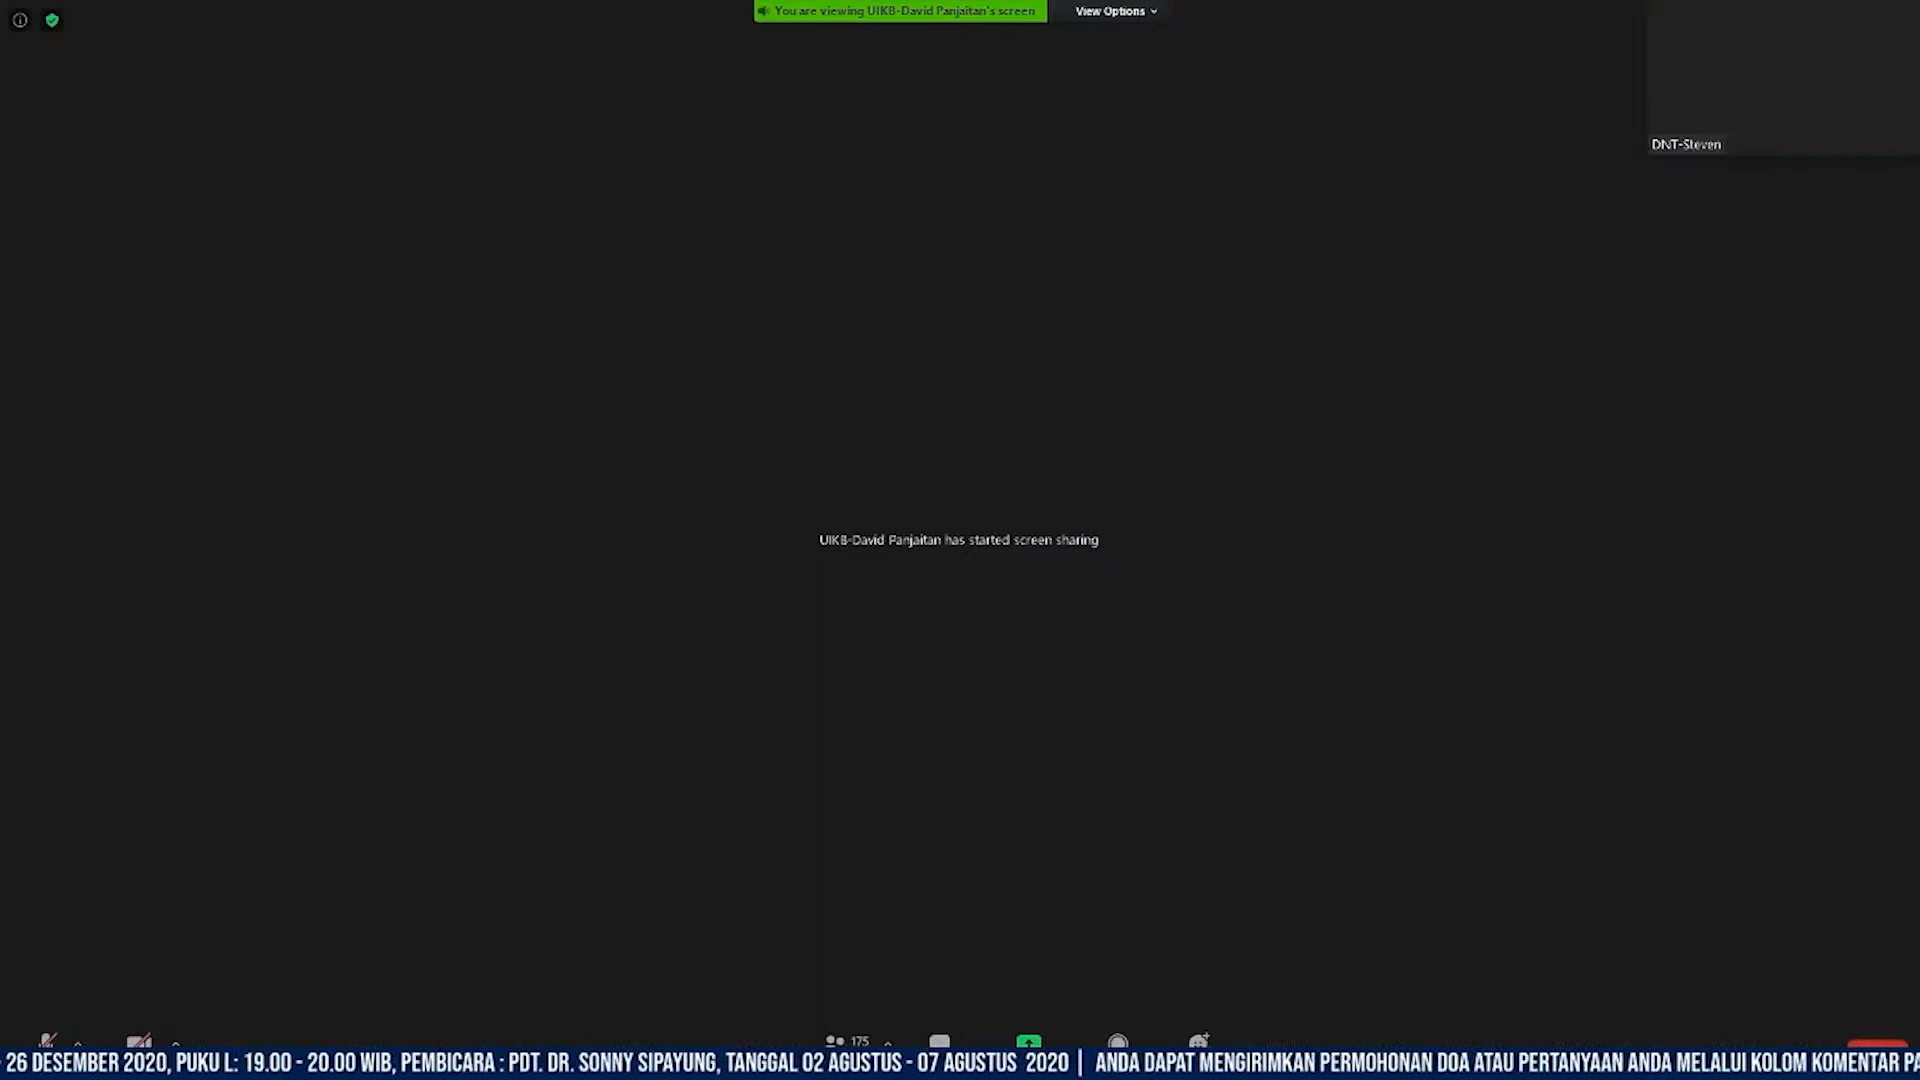 You are viewing UIKB-David Panjaitan's screen
View Options
DNT-Steven
UIKB-David Panjaitan has started screen sharing
175
26 DESEMBER 2020, PUKU L: 19.00 - 20.00 WIB, PEMBICARA : PDT. DR. SONNY SIPAYUNG, TANGGAL 02 AGUSTUS - 07 AGUSTUS 2020 | ANDA DAPAT MENGIRIMKAN PERMOHONAN DOA ATAU PERTANYAAN ANDA MELALUI KOLOM KOMENTAR PA